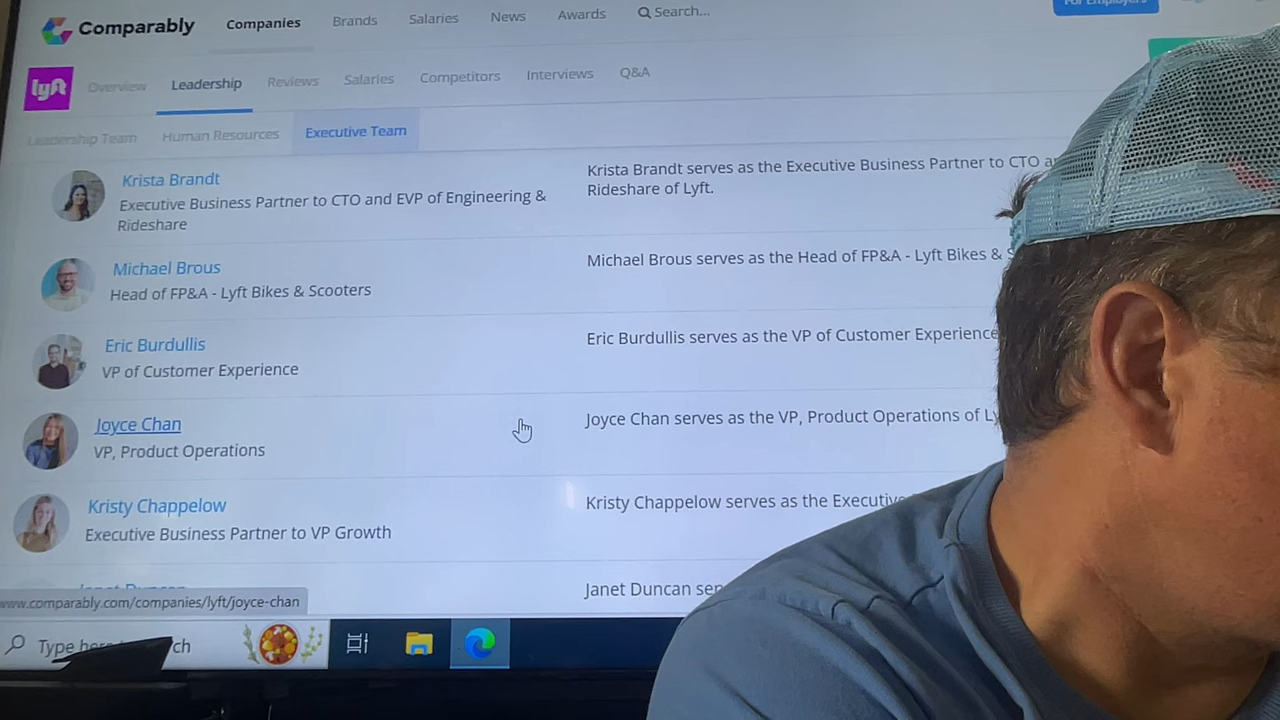 Comparably Companies Brands Salaries News Awards Search...
For Employers
lyft Overview Leadership Reviews Salaries Competitors Interviews Q&A
Leadership Team Human Resources Executive Team
Krista Brandt
Executive Business Partner to CTO and EVP of Engineering &
Rideshare
Krista Brandt serves as the Executive Business Partner to CTO
Rideshare of Lyft.
Michael Brous
Head of FP&A - Lyft Bikes & Scooters
Michael Brous serves as the Head of FP&A - Lyft Bikes &
Eric Burdullis
VP of Customer Experience
Eric Burdullis serves as the VP of Customer Experience
Joyce Chan
VP, Product Operations
Joyce Chan serves as the VP, Product Operations of
Kristy Chappelow
Executive Business Partner to VP Growth
Kristy Chappelow serves as the Executive
Janet Duncan
Janet Duncan
www.comparably.com/companies/lyft/joyce-chan
Type here